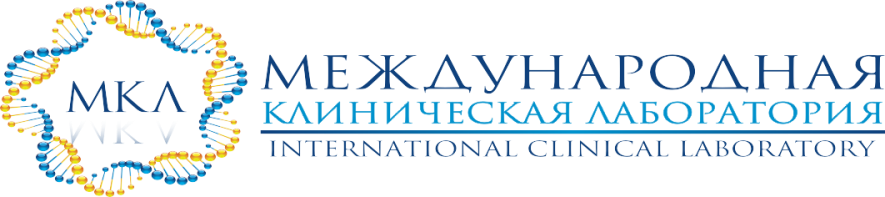 МКЛ
МЕЖДУНАРОДНАЯ
КЛИНИЧЕСКАЯ ЛАБОРАТОРИЯ
INTERNATIONAL CLINICAL LABORATORY